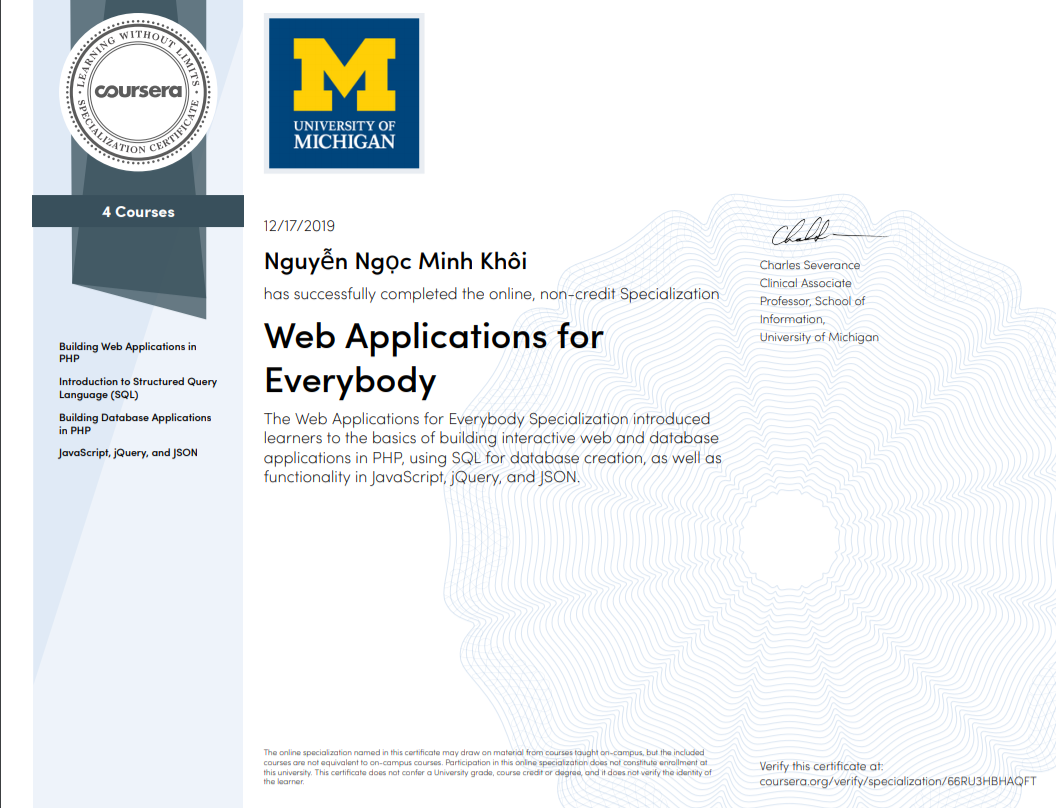 LEARNING WITHOUT LIMITS
coursera
SPECIALIZATION CERTIFICATE
4 Courses
Building Web Applications in
PHP
Introduction to Structured Query
Language (SQL)
Building Database Applications
in PHP
JavaScript, jQuery, and JSON
M
UNIVERSITY OF
MICHIGAN
12/17/2019
Nguyễn Ngọc Minh Khôi
has successfully completed the online, non-credit Specialization
Web Applications for
Everybody
The Web Applications for Everybody Specialization introduced
learners to the basics of building interactive web and database
applications in PHP, using SQL for database creation, as well as
functionality in JavaScript, jQuery, and JSON.
Charles Severance
Clinical Associate
Professor, School of
Information,
University of Michigan
The online specialization named in this certificate may draw on material from courses taught on-campus, but the included
courses are not equivalent to on-campus courses. Participation in this online specialization does not constitute enrollment at
this university. This certificate does not confer a University grade, course credit or degree, and it does not verify the identity of
the learner.
Verify this certificate at:
coursera.org/verify/specialization/66RU3HBHAQFT